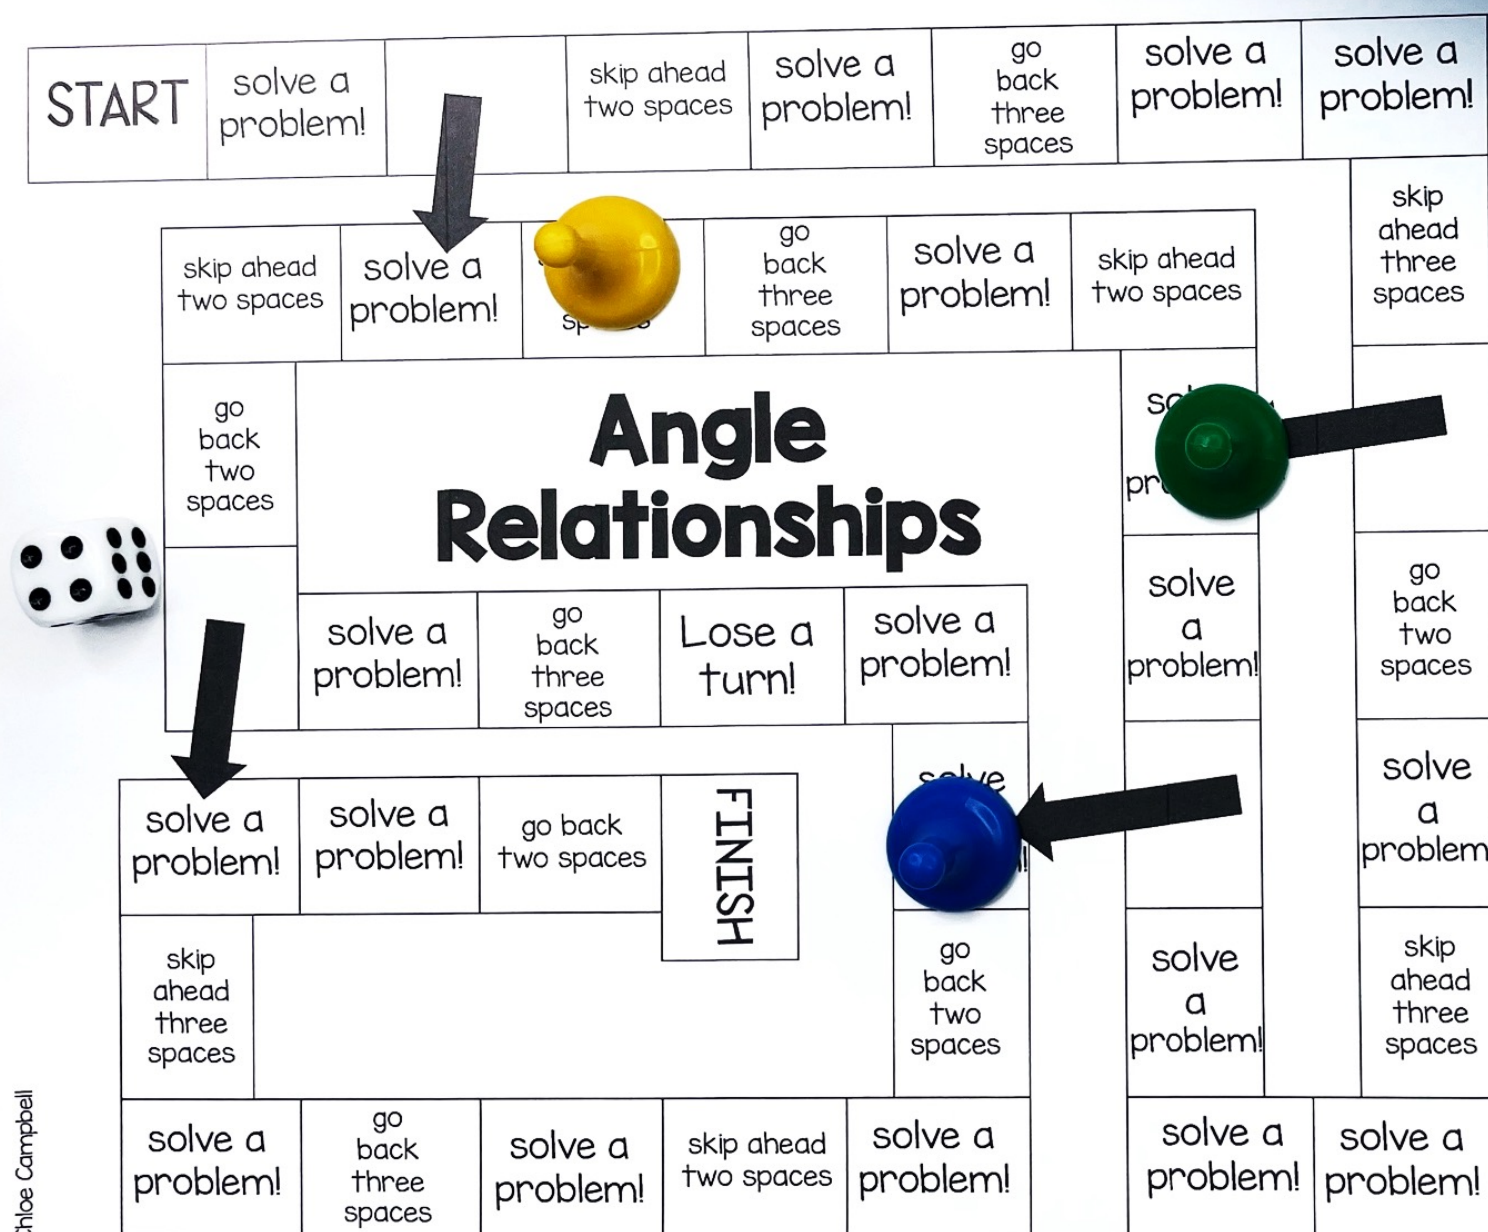 START
solve a
problem!
skip ahead
two spaces
solve a
problem!
go
back
three
spaces
solve a
problem!
solve a
problem!
skip
ahead
three
spaces
go
back
two
spaces
solve
a
problem
skip
ahead
three
spaces
solve a
problem!
solve a
problem!
solve
a
problem!
solve
a
problem!
skip ahead
two spaces
solve a
problem!
go
back
three
spaces
solve a
problem!
skip ahead
two spaces
go
back
two
spaces
Angle
Relationships
solve a
problem!
go
back
three
spaces
Lose a
turn!
solve a
problem!
solve
go
back
two
spaces
solve a
problem!
skip ahead
two spaces
solve a
problem!
go
back
three
spaces
solve a
problem!
skip
ahead
three
spaces
solve a
problem!
solve a
problem!
go back
two spaces
FINISH
Campbell